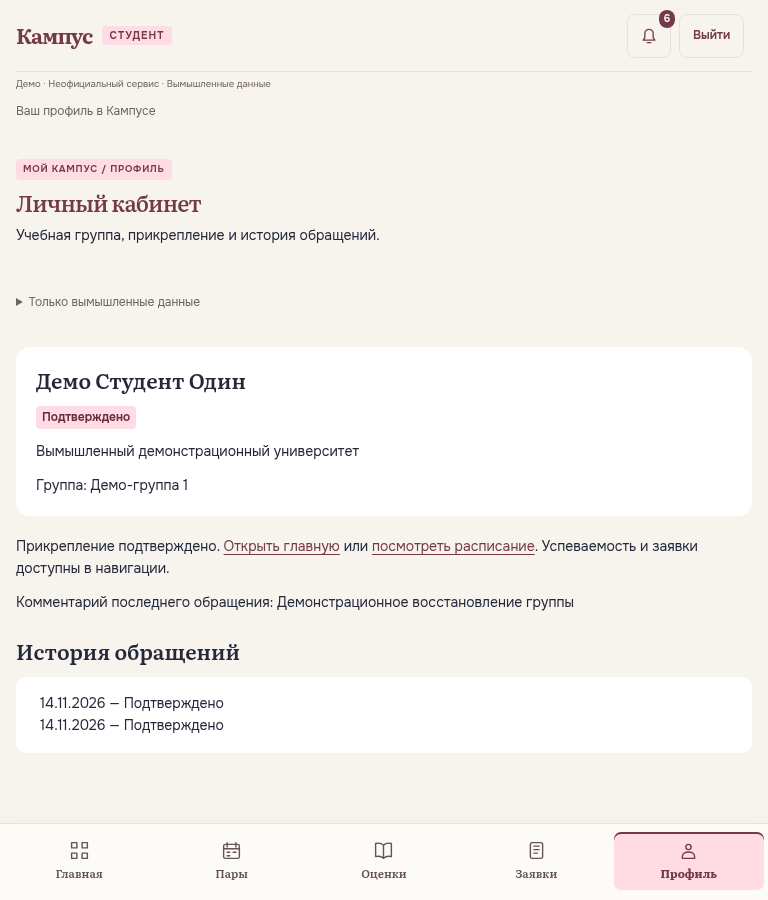 Кампус СТУДЕНТ 6 Выйти
Демо · Неофициальный сервис · Вымышленные данные
Ваш профиль в Кампусе
МОЙ КАМПУС / ПРОФИЛЬ
Личный кабинет
Учебная группа, прикрепление и история обращений.
Только вымышленные данные
Демо Студент Один
Подтверждено
Вымышленный демонстрационный университет
Группа: Демо-группа 1
Прикрепление подтверждено. Открыть главную или посмотреть расписание. Успеваемость и заявки
доступны в навигации.
Комментарий последнего обращения: Демонстрационное восстановление группы
История обращений
14.11.2026 — Подтверждено
14.11.2026 — Подтверждено
Главная Пары Оценки Заявки Профиль